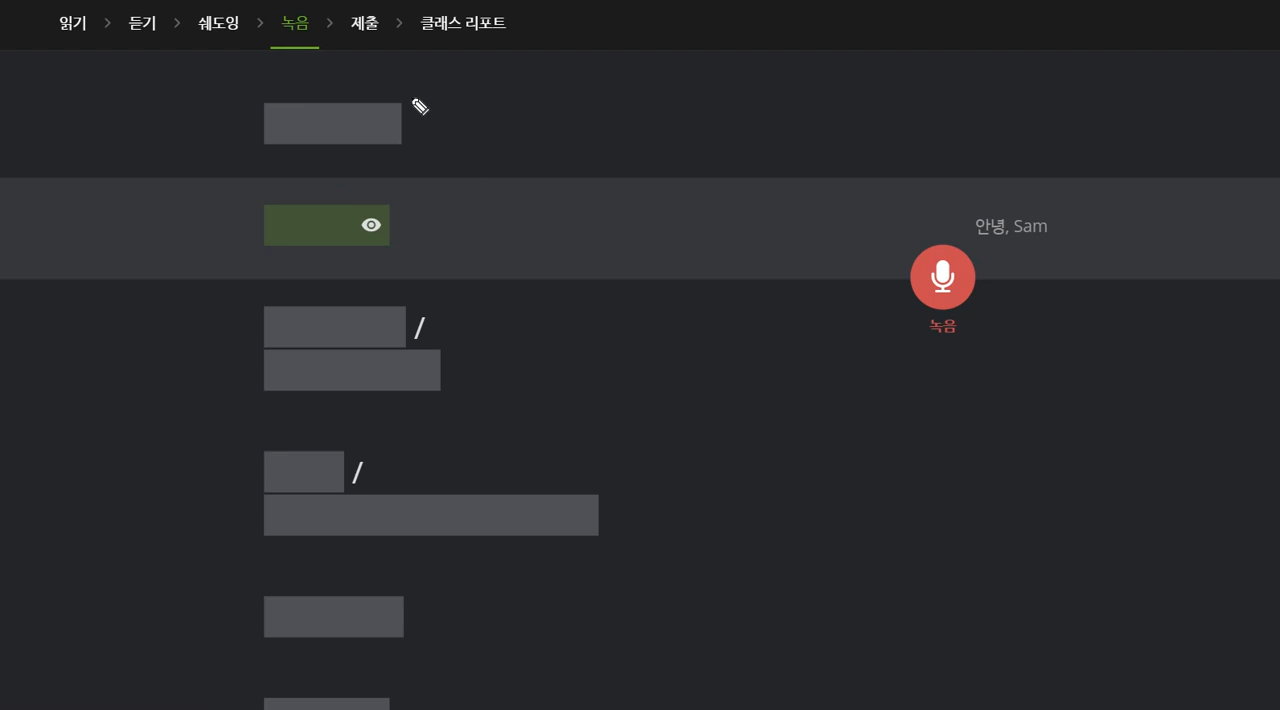 읽기 > 듣기 > 쉐도잉 > 녹음 > 제출 > 클래스 리포트
안녕, Sam
녹음
/
/